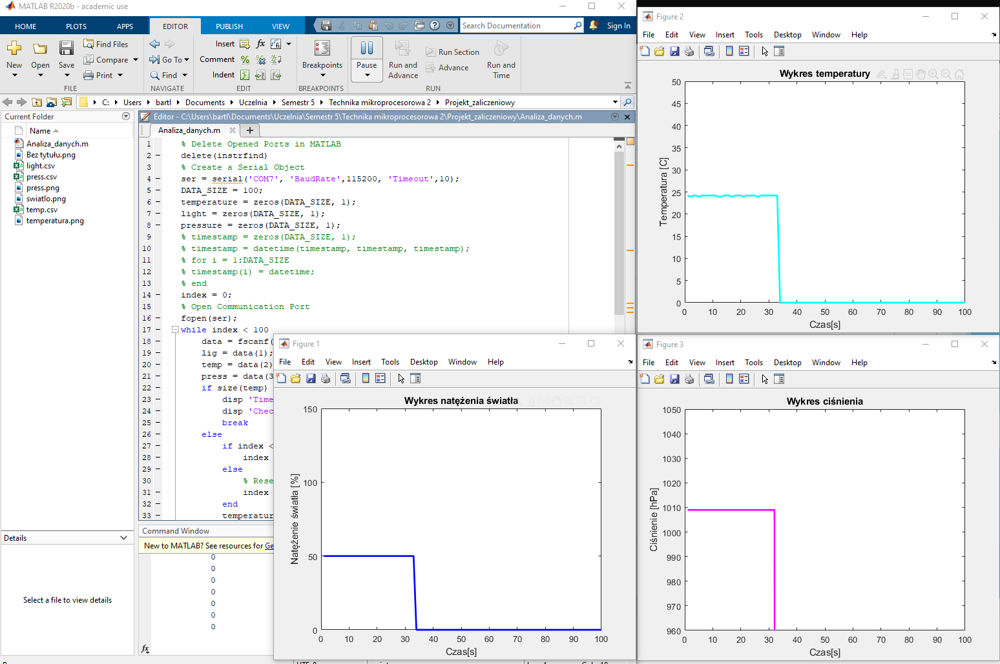 MATLAB R2020b - academic use
HOME PLOTS APPS EDITOR PUBLISH VIEW Search Documentation Sign In
New Open Save Find Files Compare Print
FILE
Go To Find
NAVIGATE
Insert fx
Comment
Indent
EDIT
Breakpoints
BREAKPOINTS
Pause Run and Advance Run Section Advance Run and Time
RUN
C: Users bartl Documents Uczelnia Semestr 5 Technika mikroprocesorowa 2 Projekt_zaliczeniowy
Current Folder
Name
Analiza_danych.m
Bez tytułu.png
light.csv
press.csv
press.png
swiatlo.png
temp.csv
temperatura.png
Details
Select a file to view details
Editor - C:\Users\bartl\Documents\Uczelnia\Semestr 5\Technika mikroprocesorowa 2\Projekt_zaliczeniowy\Analiza_danych.m
Analiza_danych.m
1 % Delete Opened Ports in MATLAB
2 delete(instrfind)
3 % Create a Serial Object
4 ser = serial('COM7', 'BaudRate',115200, 'Timeout',10);
5 DATA_SIZE = 100;
6 temperature = zeros(DATA_SIZE, 1);
7 light = zeros(DATA_SIZE, 1);
8 pressure = zeros(DATA_SIZE, 1);
9 % timestamp = zeros(DATA_SIZE, 1);
10 % timestamp = datetime(timestamp, timestamp, timestamp);
11 % for i = 1:DATA_SIZE
12 % timestamp(i) = datetime;
13 % end
14 index = 0;
15 % Open Communication Port
16 fopen(ser);
17 while index < 100
18 data = fscanf(
19 lig = data(1);
20 temp = data(2)
21 press = data(3
22 if size(temp)
23 disp 'Time
24 disp 'Chec
25 break
26 else
27 if index <
28 index
29 else
30 % Rese
31 index
32 end
33 temperatur
Command Window
New to MATLAB? See resources for Ge
0
0
0
0
0
0
0
fx
Figure 1
File Edit View Insert Tools Desktop Window Help
Wykres natężenia światła
Natężenie światła [%]
150
100
50
0
0 10 20 30 40 50 60 70 80 90 100
Czas[s]
Figure 2
File Edit View Insert Tools Desktop Window Help
Wykres temperatury
Temperatura [C]
50
45
40
35
30
25
20
15
10
5
0
0 10 20 30 40 50 60 70 80 90 100
Czas[s]
Figure 3
File Edit View Insert Tools Desktop Window Help
Wykres ciśnienia
Ciśnienie [hPa]
1050
1040
1030
1020
1010
1000
990
980
970
960
0 10 20 30 40 50 60 70 80 90 100
Czas[s]